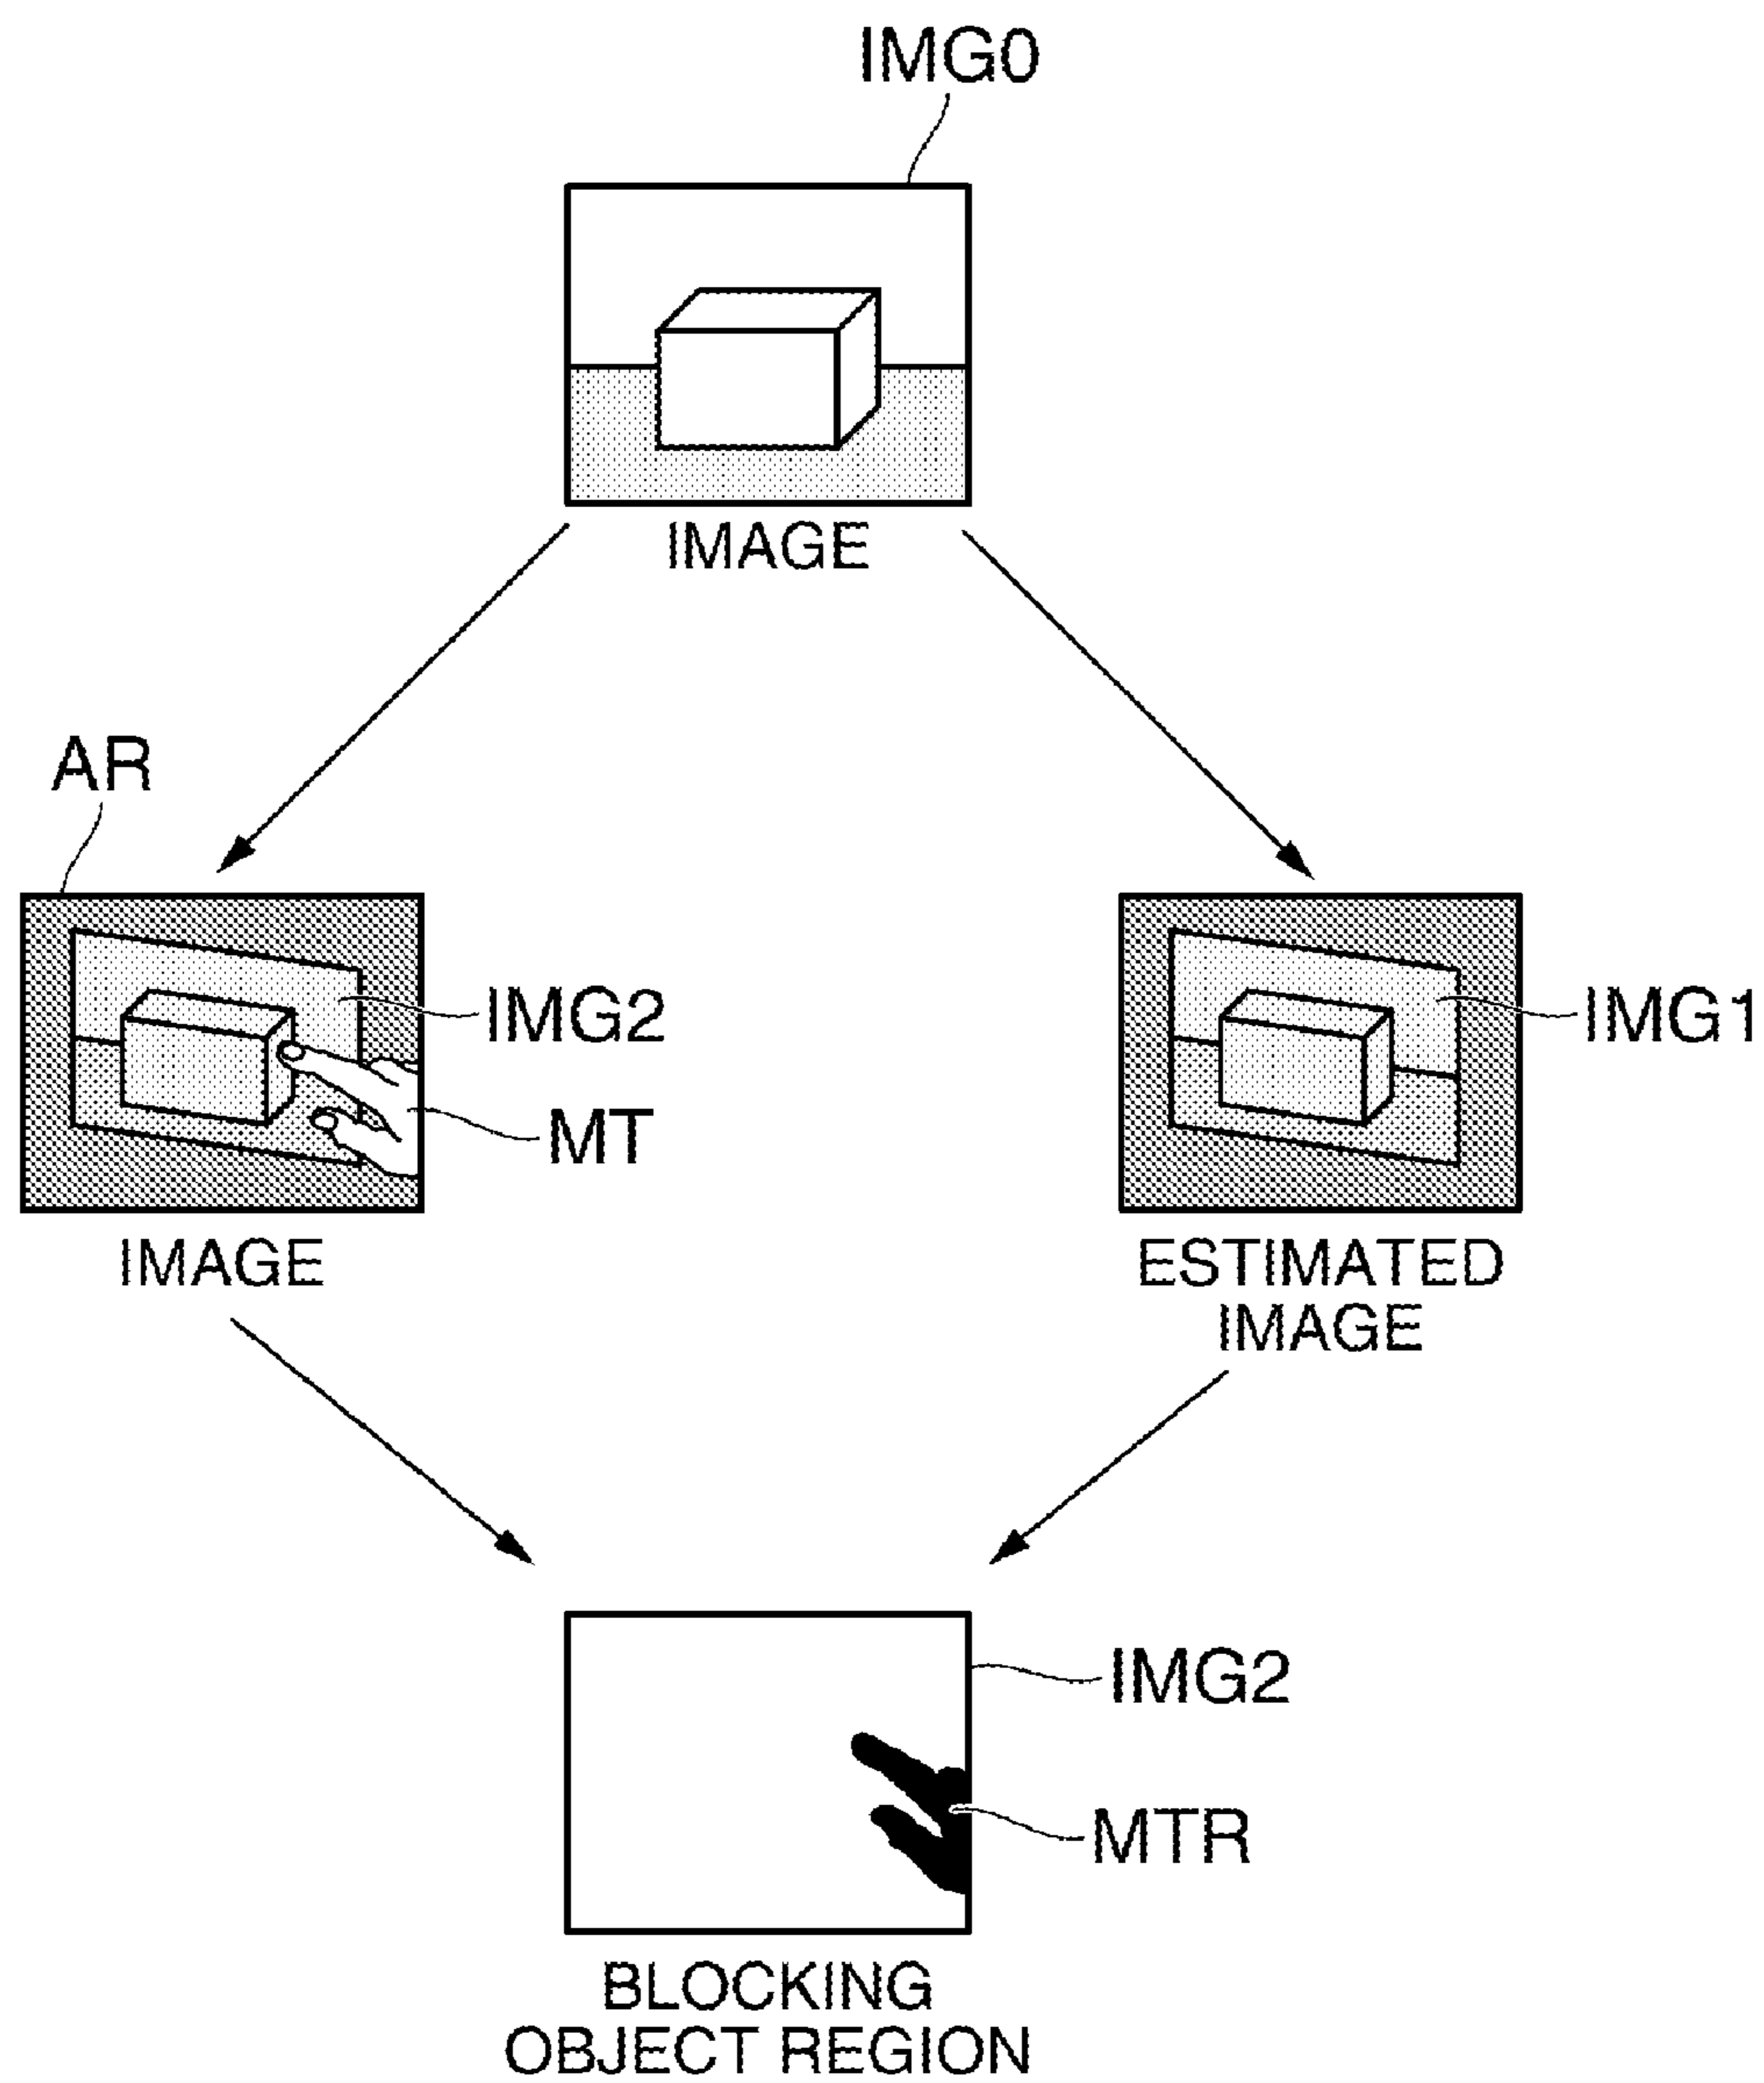 IMG0
IMAGE
AR
IMG2
IMG1
MT
IMAGE
ESTIMATED
IMAGE
IMG2
MTR
BLOCKING
OBJECT REGION